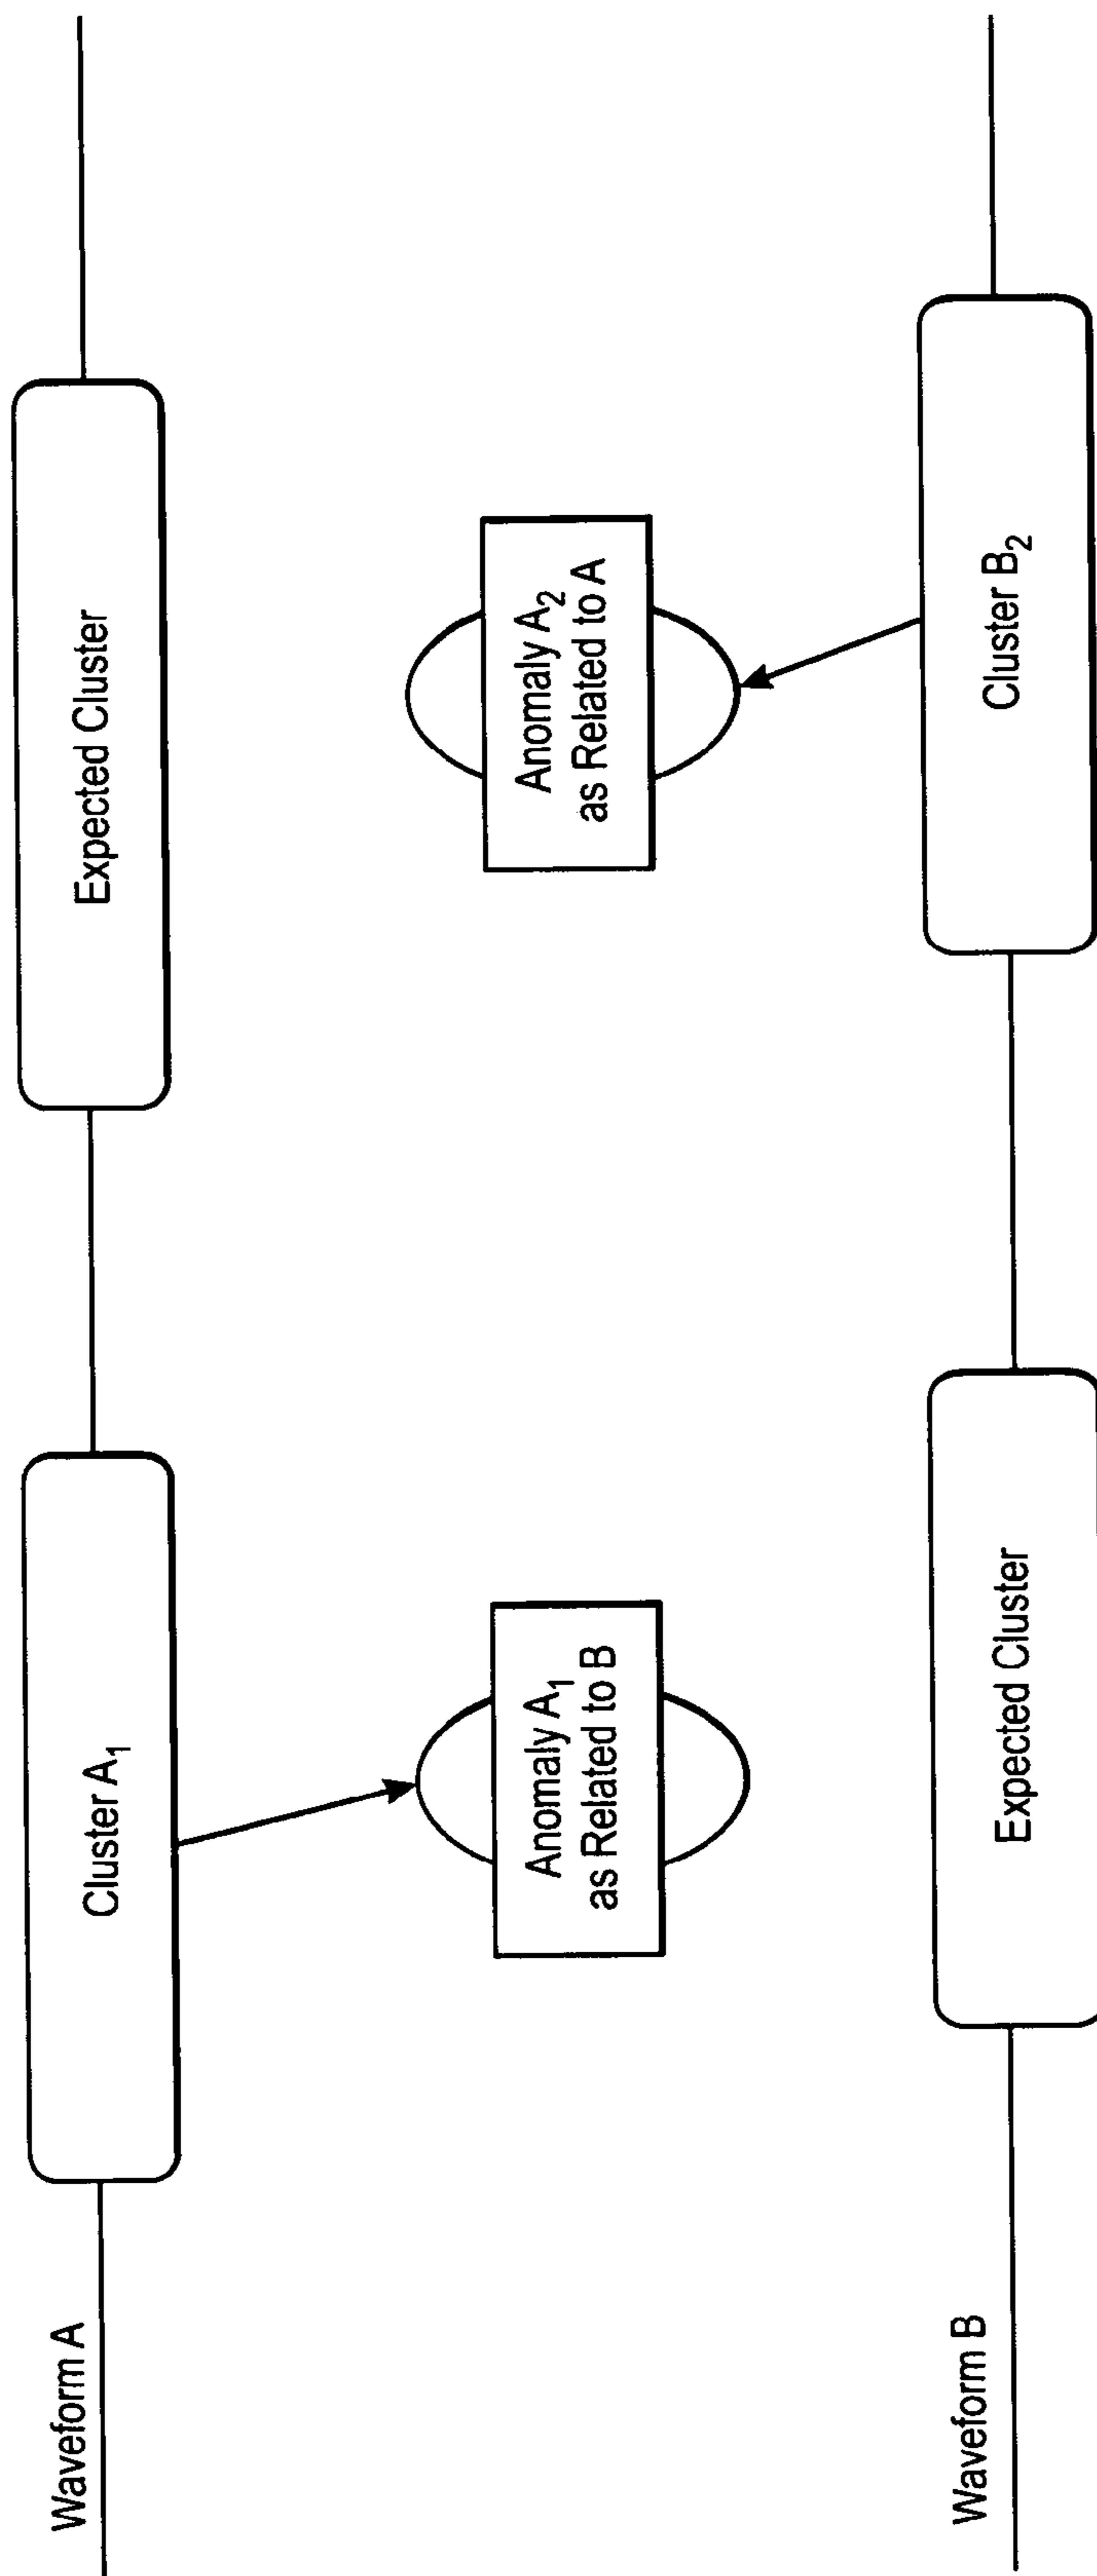 Waveform A
Cluster A₁
Expected Cluster
Anomaly A₁
as Related to B
Anomaly A₂
as Related to A
Waveform B
Expected Cluster
Cluster B₂